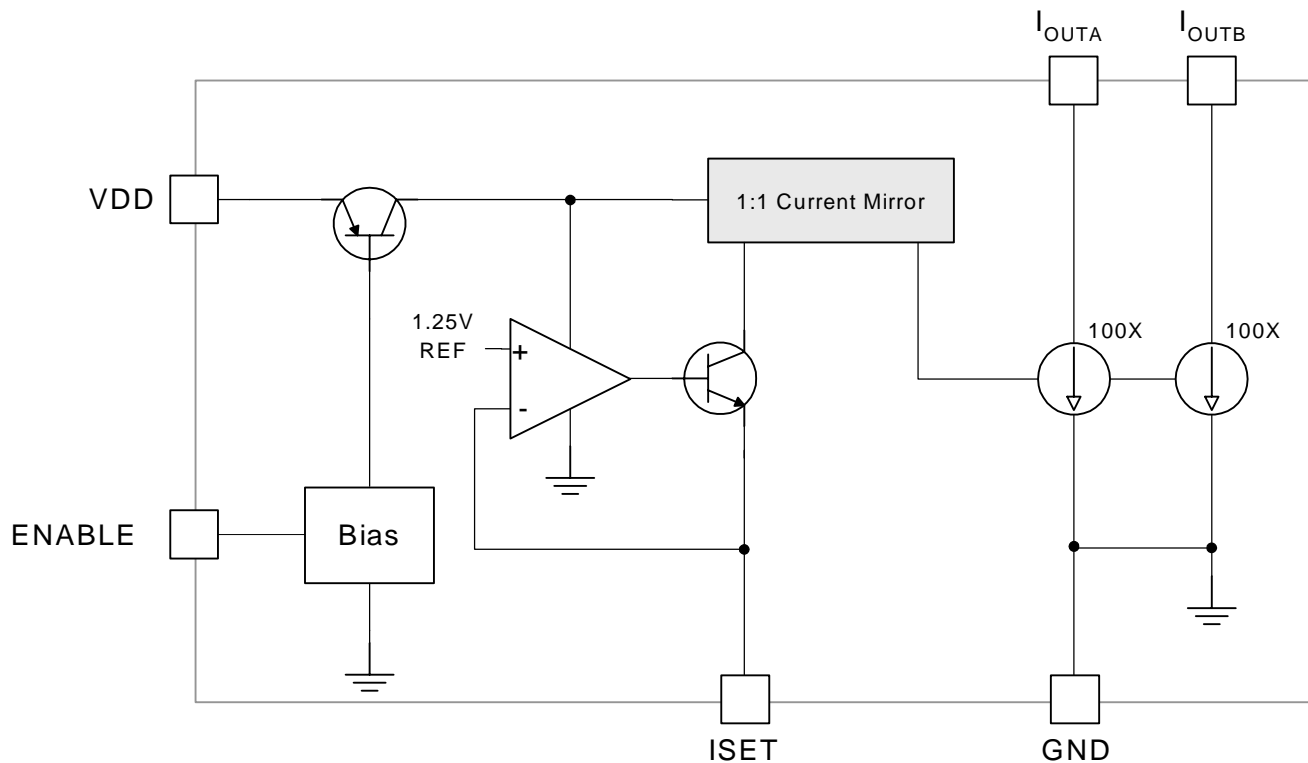 IOUTA
IOUTB
VDD
1:1 Current Mirror
1.25V
REF
+
-
100X
100X
ENABLE
Bias
ISET
GND